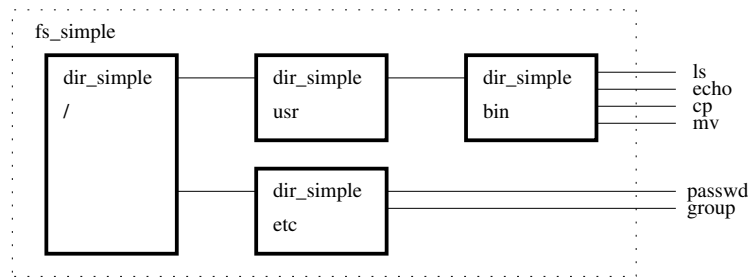 fs_simple
dir_simple
/
dir_simple
usr
dir_simple
bin
ls
echo
cp
mv
dir_simple
etc
passwd
group